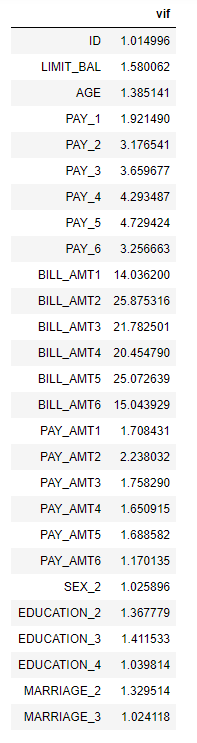 vif
ID 1.014996
LIMIT_BAL 1.580062
AGE 1.385141
PAY_1 1.921490
PAY_2 3.176541
PAY_3 3.659677
PAY_4 4.293487
PAY_5 4.729424
PAY_6 3.256663
BILL_AMT1 14.036200
BILL_AMT2 25.875316
BILL_AMT3 21.782501
BILL_AMT4 20.454790
BILL_AMT5 25.072639
BILL_AMT6 15.043929
PAY_AMT1 1.708431
PAY_AMT2 2.238032
PAY_AMT3 1.758290
PAY_AMT4 1.650915
PAY_AMT5 1.688582
PAY_AMT6 1.170135
SEX_2 1.025896
EDUCATION_2 1.367779
EDUCATION_3 1.411533
EDUCATION_4 1.039814
MARRIAGE_2 1.329514
MARRIAGE_3 1.024118